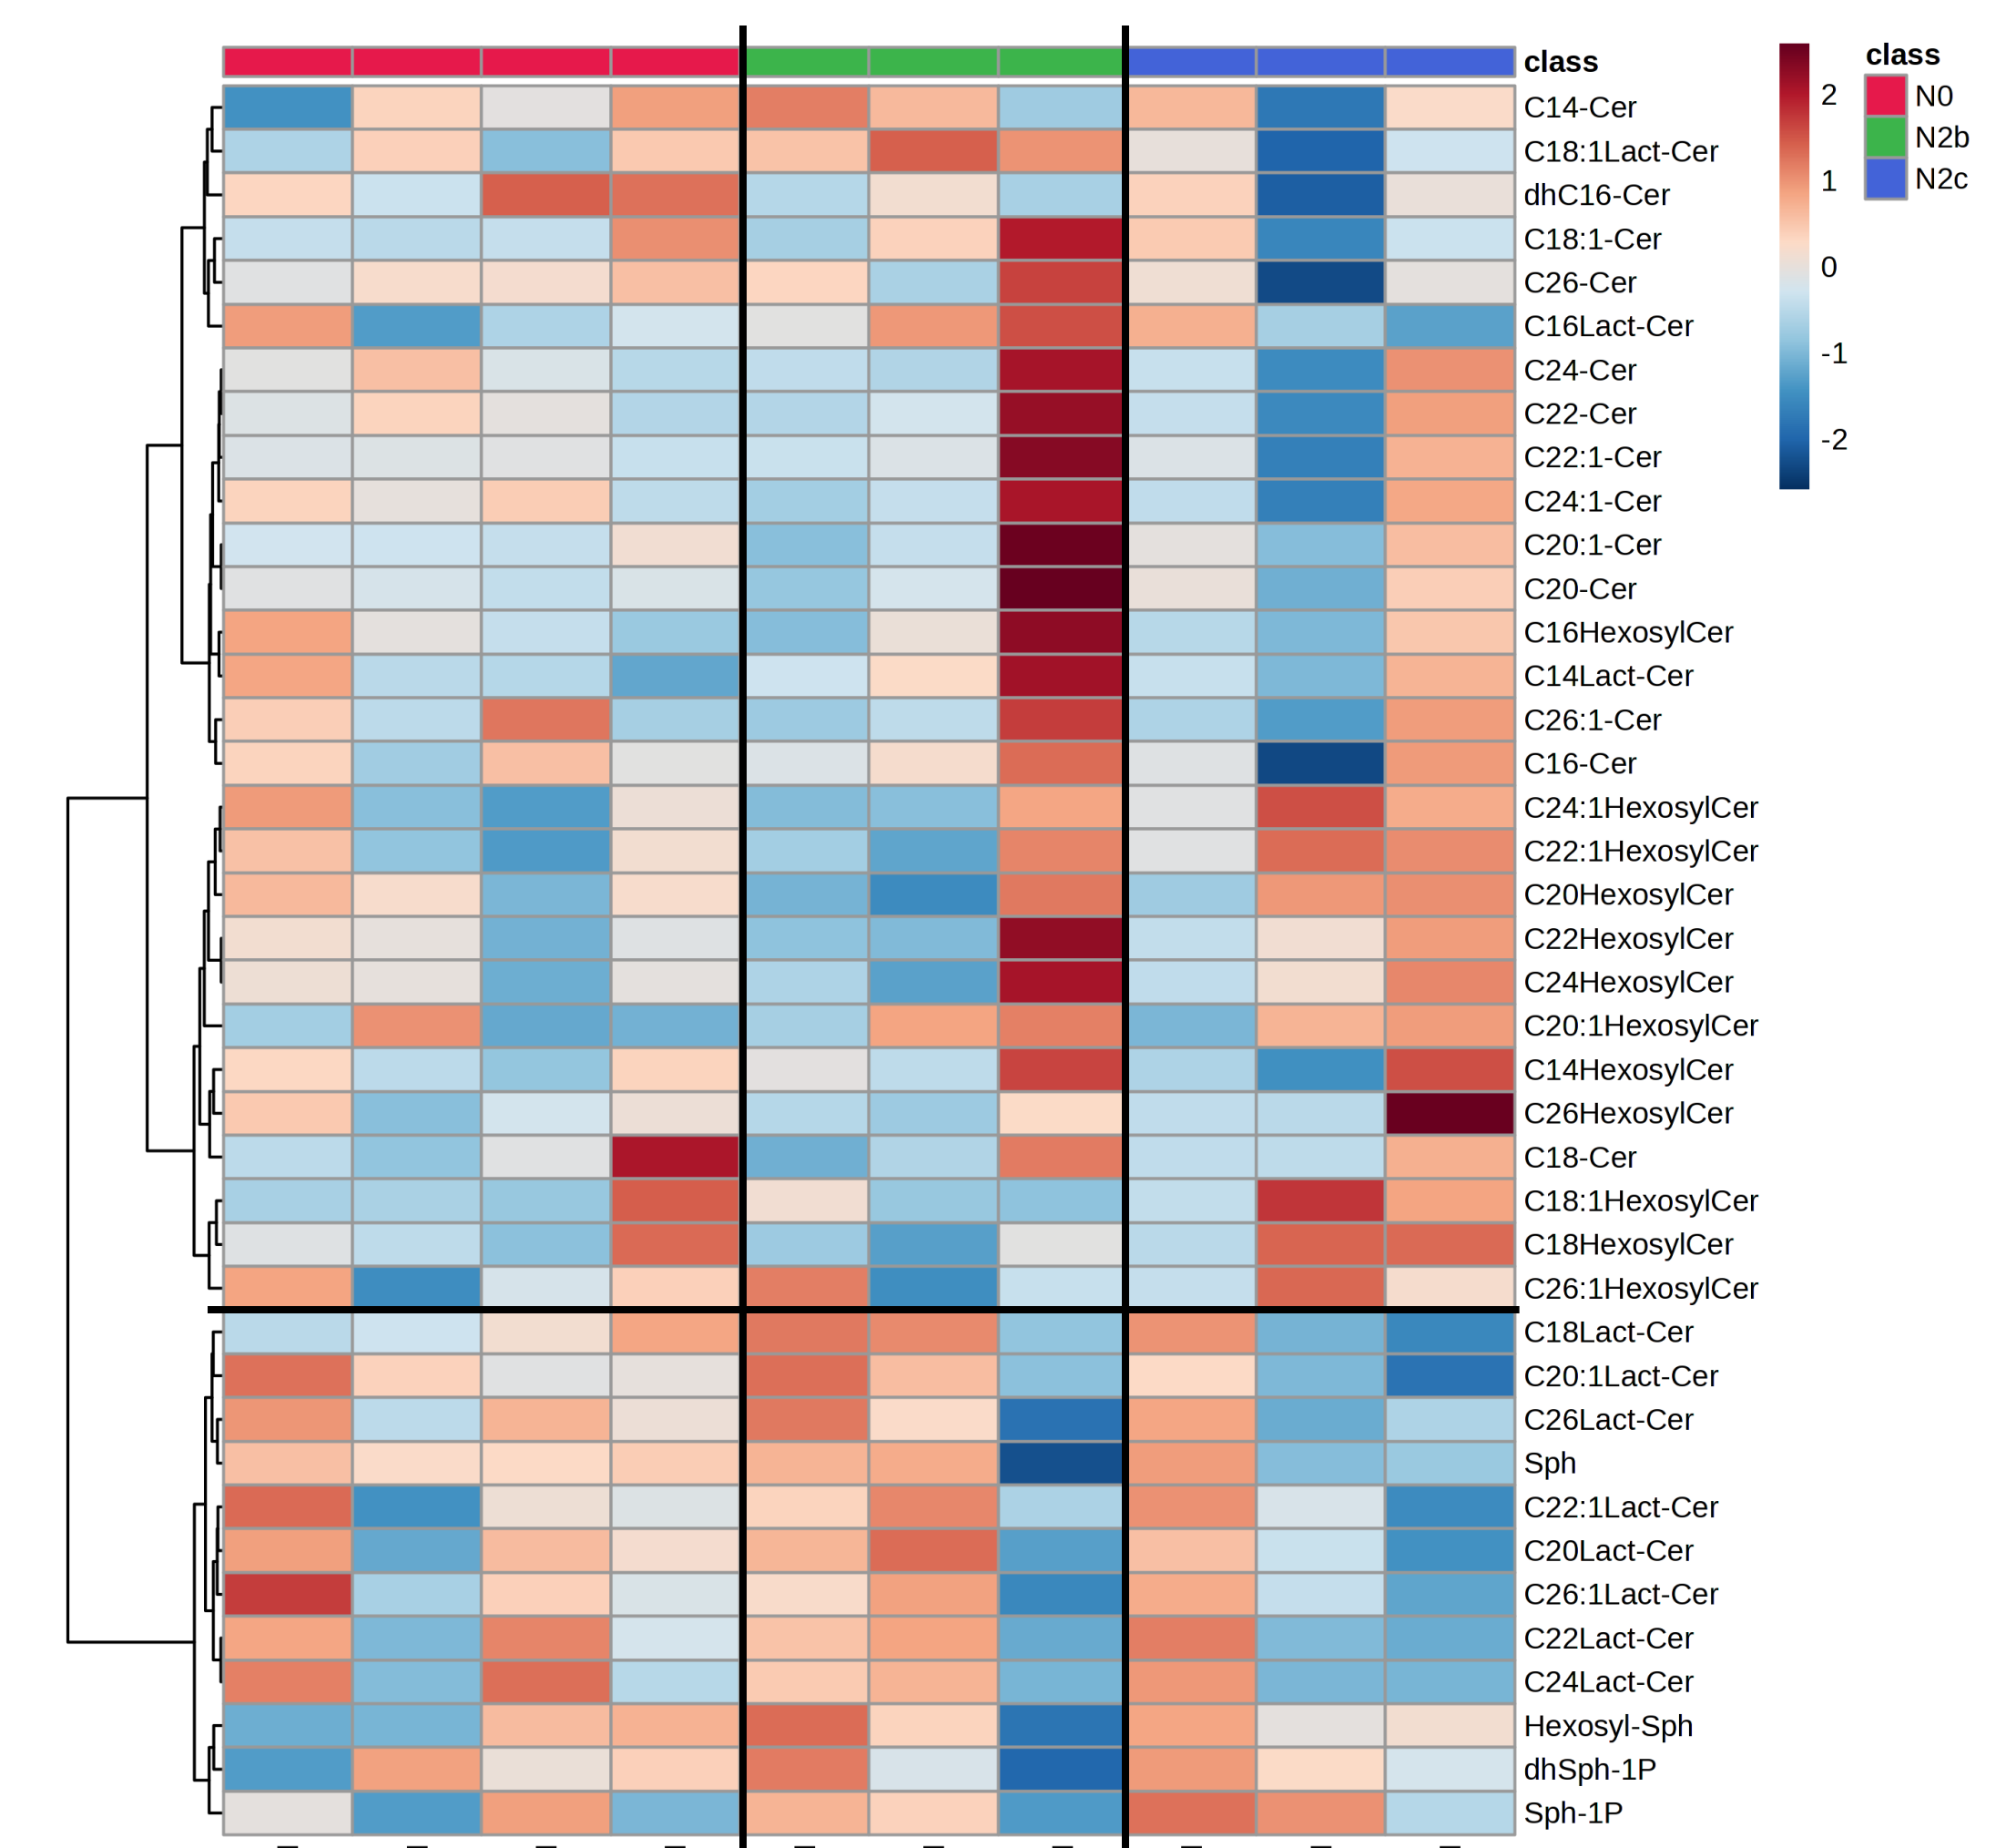 class
C14-Cer
C18:1Lact-Cer
dhC16-Cer
C18:1-Cer
C26-Cer
C16Lact-Cer
C24-Cer
C22-Cer
C22:1-Cer
C24:1-Cer
C20:1-Cer
C20-Cer
C16HexosylCer
C14Lact-Cer
C26:1-Cer
C16-Cer
C24:1HexosylCer
C22:1HexosylCer
C20HexosylCer
C22HexosylCer
C24HexosylCer
C20:1HexosylCer
C14HexosylCer
C26HexosylCer
C18-Cer
C18:1HexosylCer
C18HexosylCer
C26:1HexosylCer
C18Lact-Cer
C20:1Lact-Cer
C26Lact-Cer
Sph
C22:1Lact-Cer
C20Lact-Cer
C26:1Lact-Cer
C22Lact-Cer
C24Lact-Cer
Hexosyl-Sph
dhSph-1P
Sph-1P
2
1
0
-1
-2
class
N0
N2b
N2c